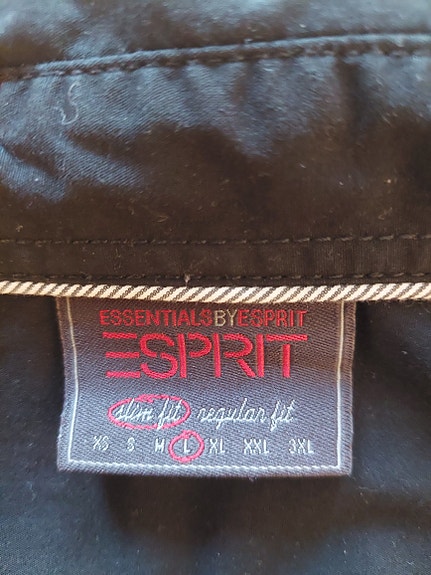 ESSENTIALSBYESPRIT
ESPRIT
slim fit regular fit
XS S M L XL XXL 3XL